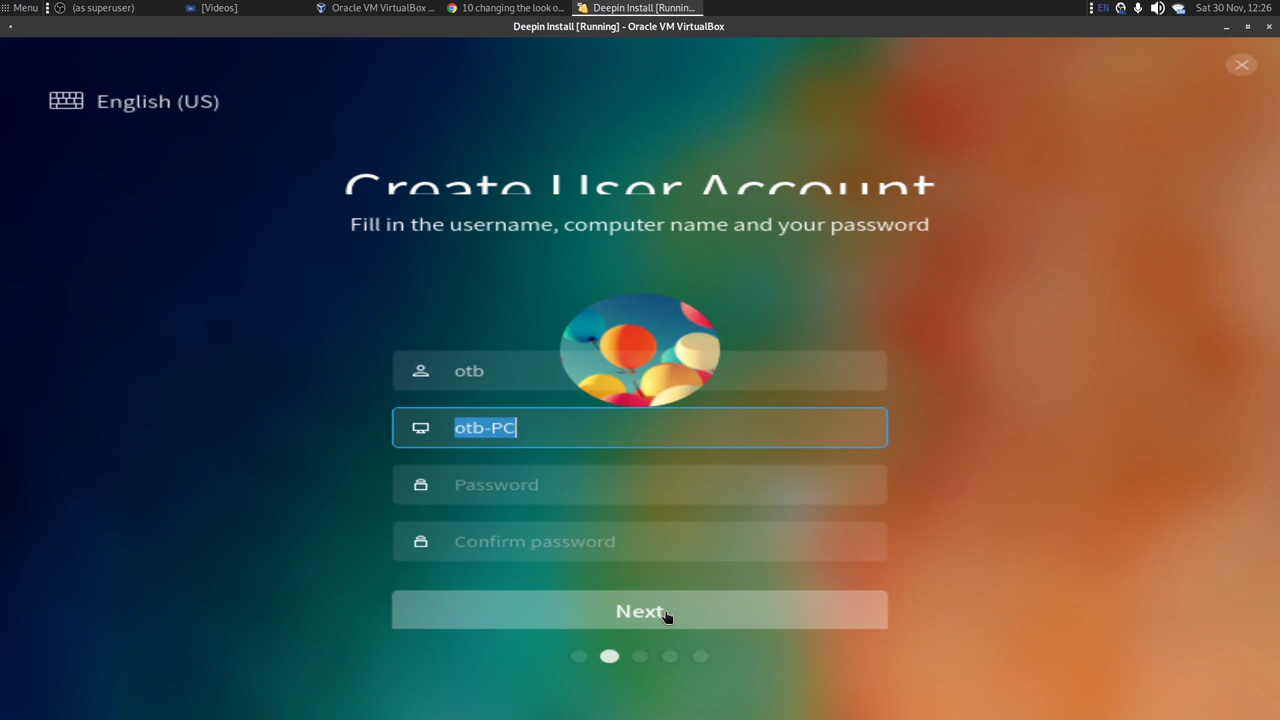 Menu (as superuser) [Videos] Oracle VM VirtualBox ... 10 changing the look o... Deepin Install [Runnin... EN Sat 30 Nov, 12:26
Deepin Install [Running] - Oracle VM VirtualBox
English (US)
Create User Account
Fill in the username, computer name and your password
otb
otb-PC
Password
Confirm password
Next